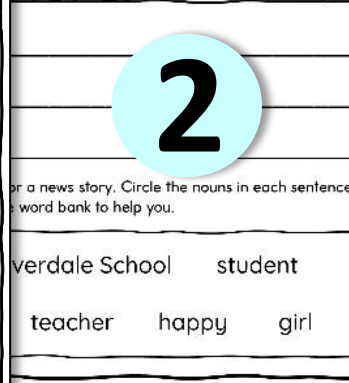 2
or a news story. Circle the nouns in each sentence
word bank to help you.
verdale School student
teacher happy girl